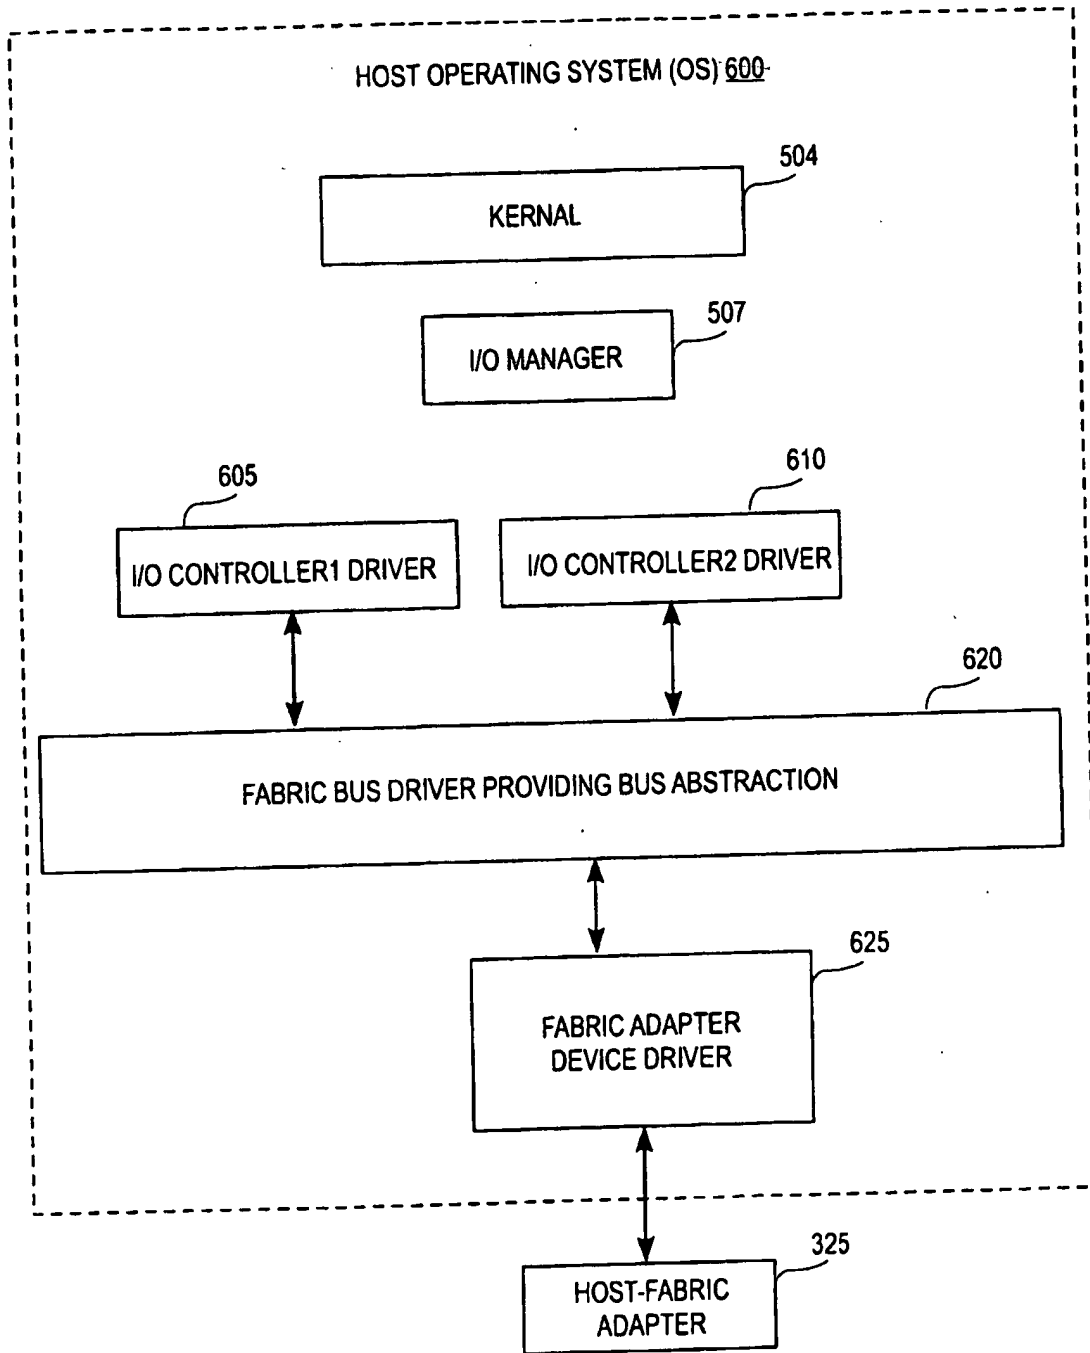 HOST OPERATING SYSTEM (OS) 600
504
KERNAL
507
I/O MANAGER
605
610
I/O CONTROLLER1 DRIVER
I/O CONTROLLER2 DRIVER
620
FABRIC BUS DRIVER PROVIDING BUS ABSTRACTION
625
FABRIC ADAPTER
DEVICE DRIVER
325
HOST-FABRIC
ADAPTER